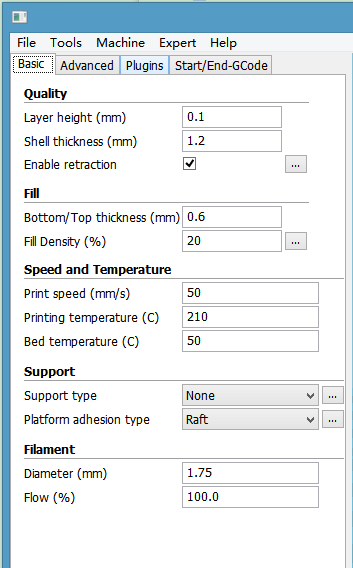 File Tools Machine Expert Help
Basic Advanced Plugins Start/End-GCode
Quality
Layer height (mm) 0.1
Shell thickness (mm) 1.2
Enable retraction ...
Fill
Bottom/Top thickness (mm) 0.6
Fill Density (%) 20 ...
Speed and Temperature
Print speed (mm/s) 50
Printing temperature (C) 210
Bed temperature (C) 50
Support
Support type None ...
Platform adhesion type Raft ...
Filament
Diameter (mm) 1.75
Flow (%) 100.0